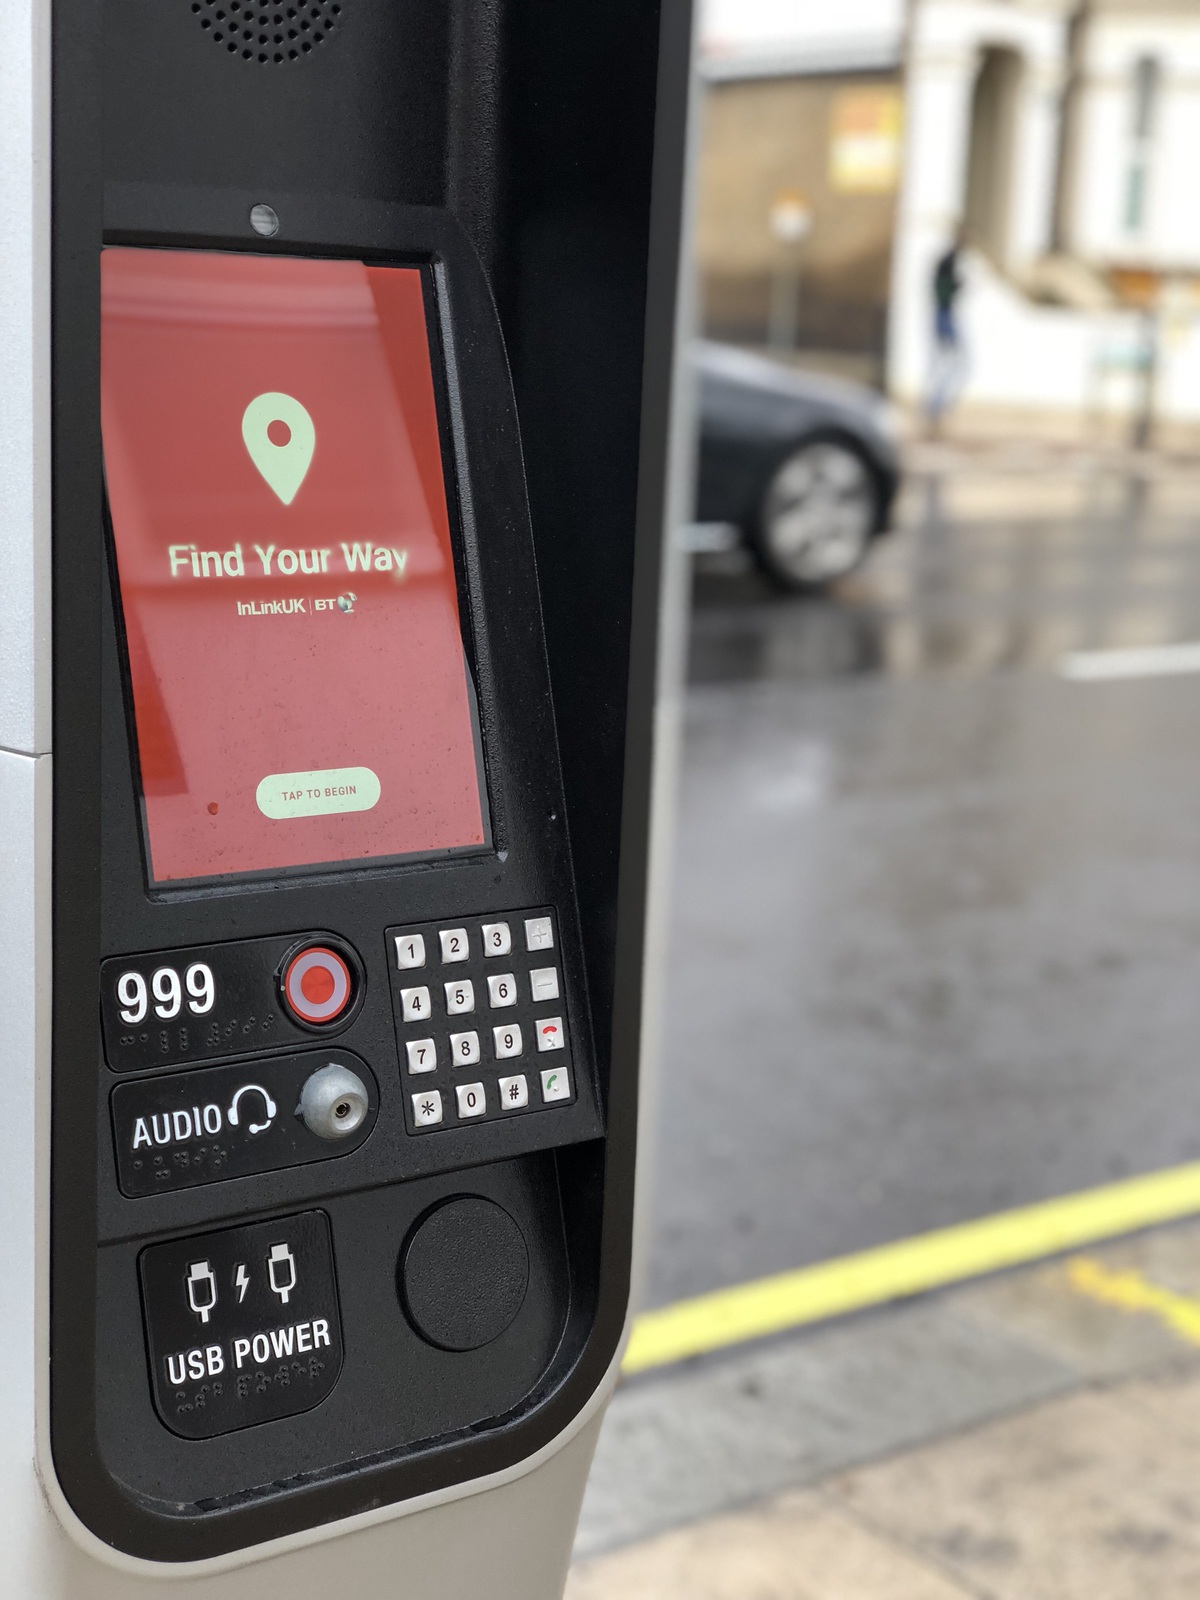 Find Your Way
InLinkUK | BT
TAP TO BEGIN
999
AUDIO
USB POWER
1 2 3 +
4 5 6 −
7 8 9
* 0 #